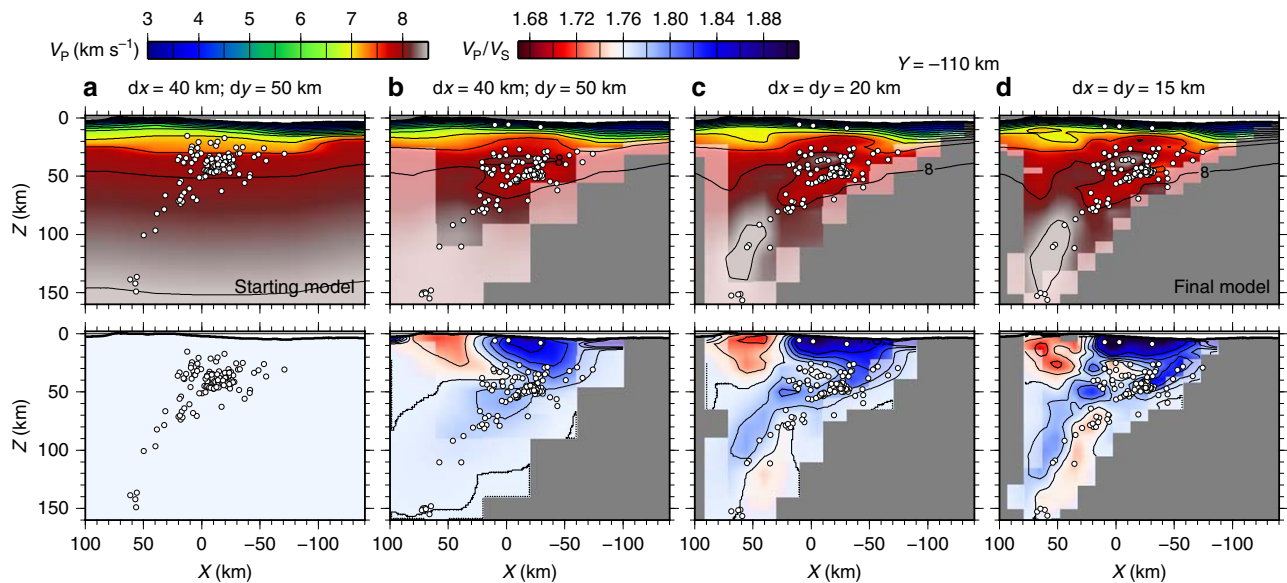 3 4 5 6 7 8
1.68 1.72 1.76 1.80 1.84 1.88
VP (km s−1)
VP/VS
Y = −110 km
a dx = 40 km; dy = 50 km
b dx = 40 km; dy = 50 km
c dx = dy = 20 km
d dx = dy = 15 km
0
50
100
150
Z (km)
Starting model
8
8
8
Final model
0
50
100
150
Z (km)
100 50 0 −50 −100
100 50 0 −50 −100
100 50 0 −50 −100
100 50 0 −50 −100
X (km)
X (km)
X (km)
X (km)